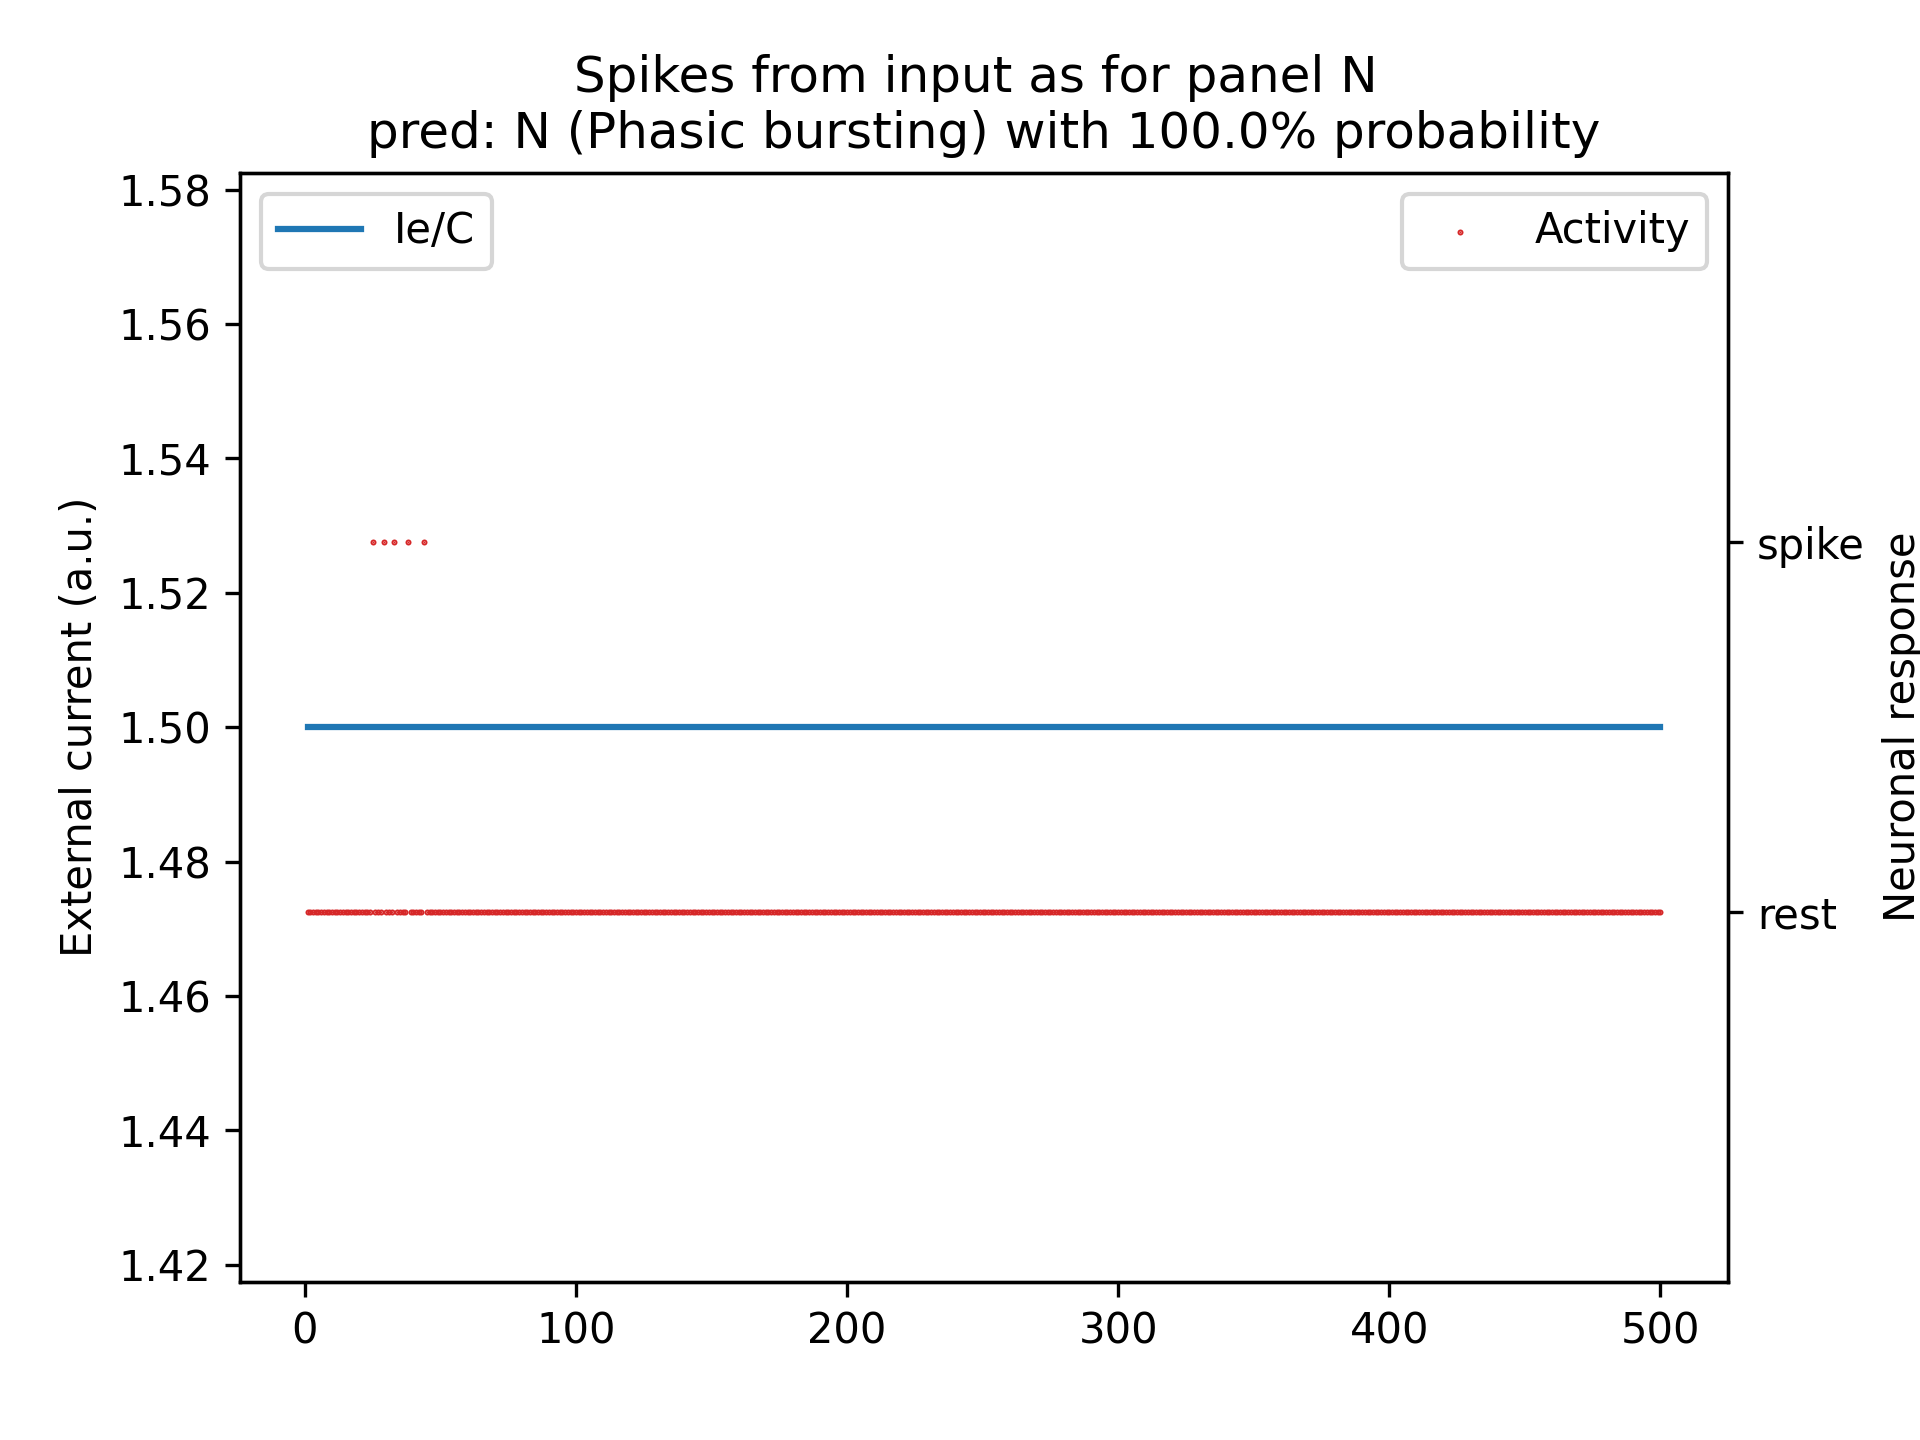 Spikes from input as for panel N
pred: N (Phasic bursting) with 100.0% probability
Ie/C
Activity
1.58
1.56
1.54
1.52
1.50
1.48
1.46
1.44
1.42
External current (a.u.)
spike
rest
Neuronal response
0 100 200 300 400 500